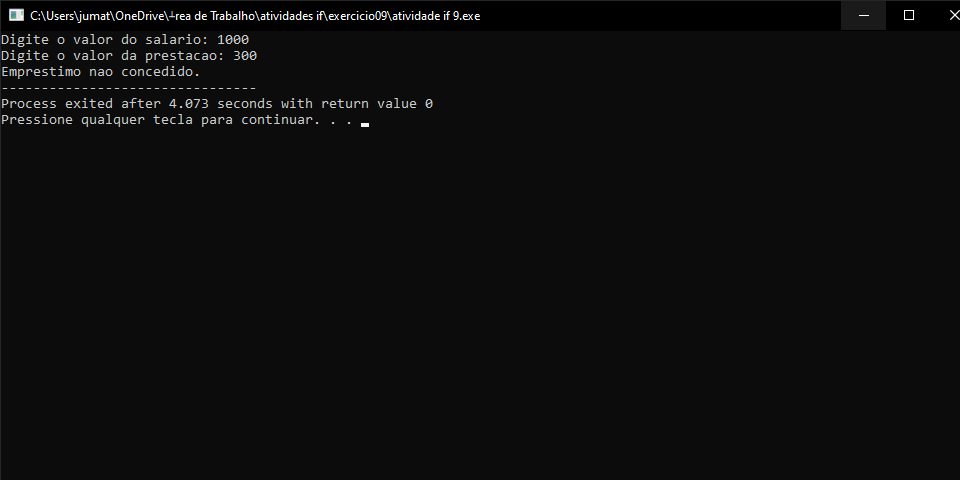 C:\Users\jumat\OneDrive\┴rea de Trabalho\atividades if\exercicio09\atividade if 9.exe
Digite o valor do salario: 1000
Digite o valor da prestacao: 300
Emprestimo nao concedido.
--------------------------------
Process exited after 4.073 seconds with return value 0
Pressione qualquer tecla para continuar. . .